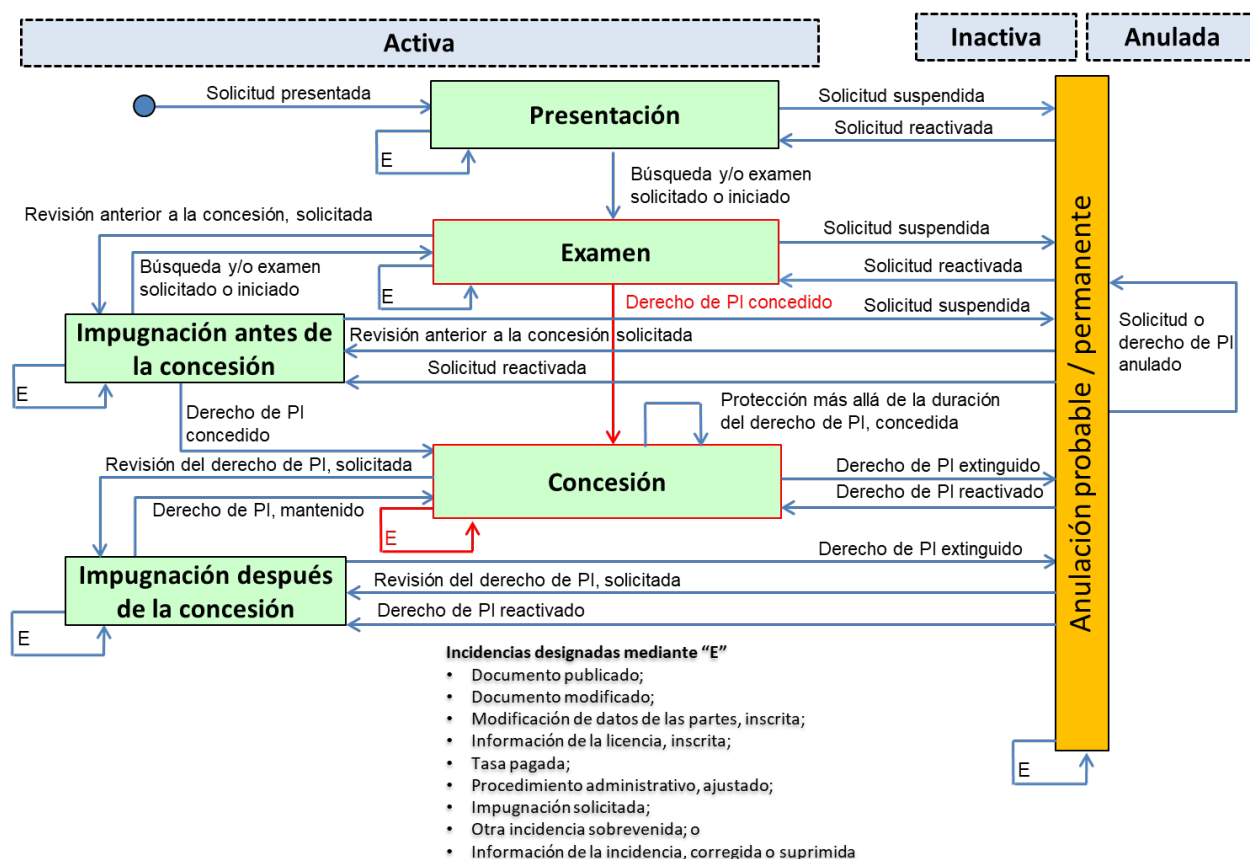 Activa
Inactiva
Anulada
Solicitud presentada
Presentación
Solicitud suspendida
Solicitud reactivada
E
Búsqueda y/o examen
solicitado o iniciado
Revisión anterior a la concesión, solicitada
Examen
Solicitud suspendida
Búsqueda y/o examen
solicitado o iniciado
Solicitud reactivada
E
Derecho de PI concedido
Solicitud suspendida
Impugnación antes de
la concesión
Revisión anterior a la concesión solicitada
Solicitud o
derecho de PI
anulado
Solicitud reactivada
E
Derecho de PI
concedido
Protección más allá de la duración
del derecho de PI, concedida
Revisión del derecho de PI, solicitada
Concesión
Derecho de PI extinguido
Derecho de PI reactivado
Derecho de PI, mantenido
E
Derecho de PI extinguido
Impugnación después
de la concesión
Revisión del derecho de PI, solicitada
Derecho de PI reactivado
E
Anulación probable / permanente
Incidencias designadas mediante “E”
• Documento publicado;
• Documento modificado;
• Modificación de datos de las partes, inscrita;
• Información de la licencia, inscrita;
• Tasa pagada;
• Procedimiento administrativo, ajustado;
• Impugnación solicitada;
• Otra incidencia sobrevenida; o
• Información de la incidencia, corregida o suprimida
E